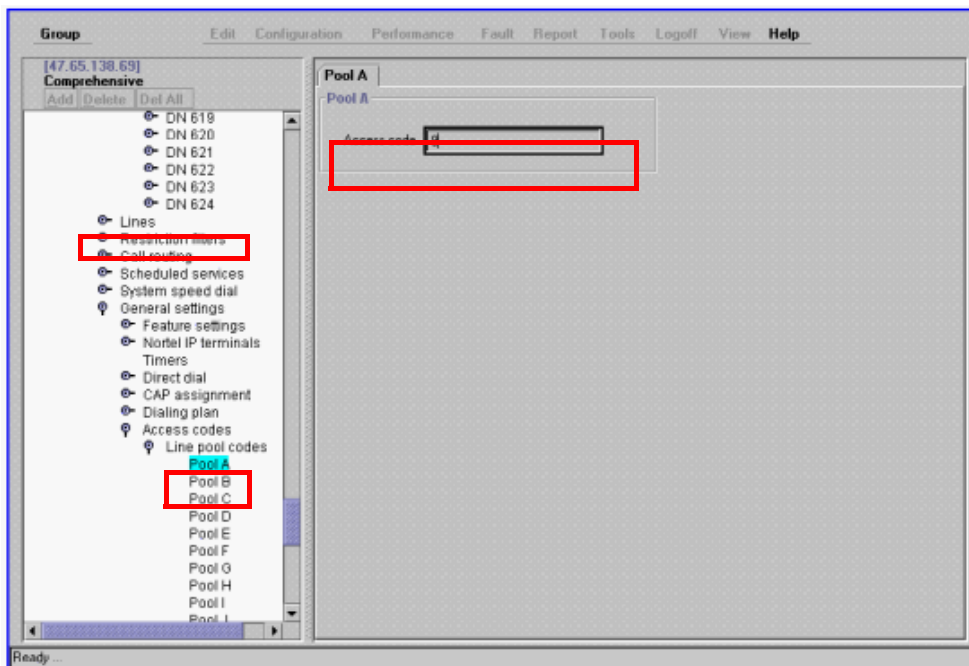 Group Edit Configuration Performance Fault Report Tools Logoff View Help
[47.65.138.69]
Comprehensive
Add Delete Del All
DN 619
DN 620
DN 621
DN 622
DN 623
DN 624
Lines
Restriction filters
Call routing
Scheduled services
System speed dial
General settings
Feature settings
Nortel IP terminals
Timers
Direct dial
CAP assignment
Dialing plan
Access codes
Line pool codes
Pool A
Pool B
Pool C
Pool D
Pool E
Pool F
Pool G
Pool H
Pool I
Pool J
Pool A
Pool A
Access code
Ready ...